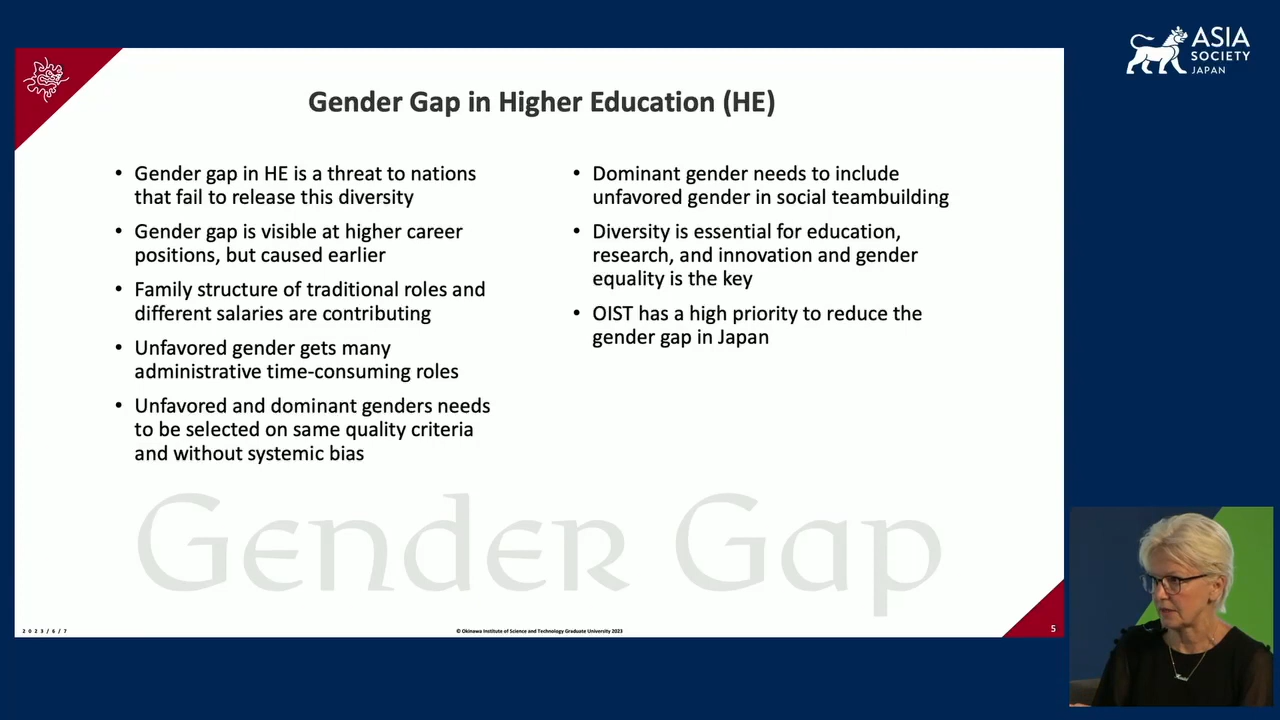 ASIA
SOCIETY
JAPAN
Gender Gap in Higher Education (HE)
• Gender gap in HE is a threat to nations
that fail to release this diversity
• Gender gap is visible at higher career
positions, but caused earlier
• Family structure of traditional roles and
different salaries are contributing
• Unfavored gender gets many
administrative time-consuming roles
• Unfavored and dominant genders needs
to be selected on same quality criteria
and without systemic bias
• Dominant gender needs to include
unfavored gender in social teambuilding
• Diversity is essential for education,
research, and innovation and gender
equality is the key
• OIST has a high priority to reduce the
gender gap in Japan
Gender Gap
2023/6/7
© Okinawa Institute of Science and Technology Graduate University 2023
5